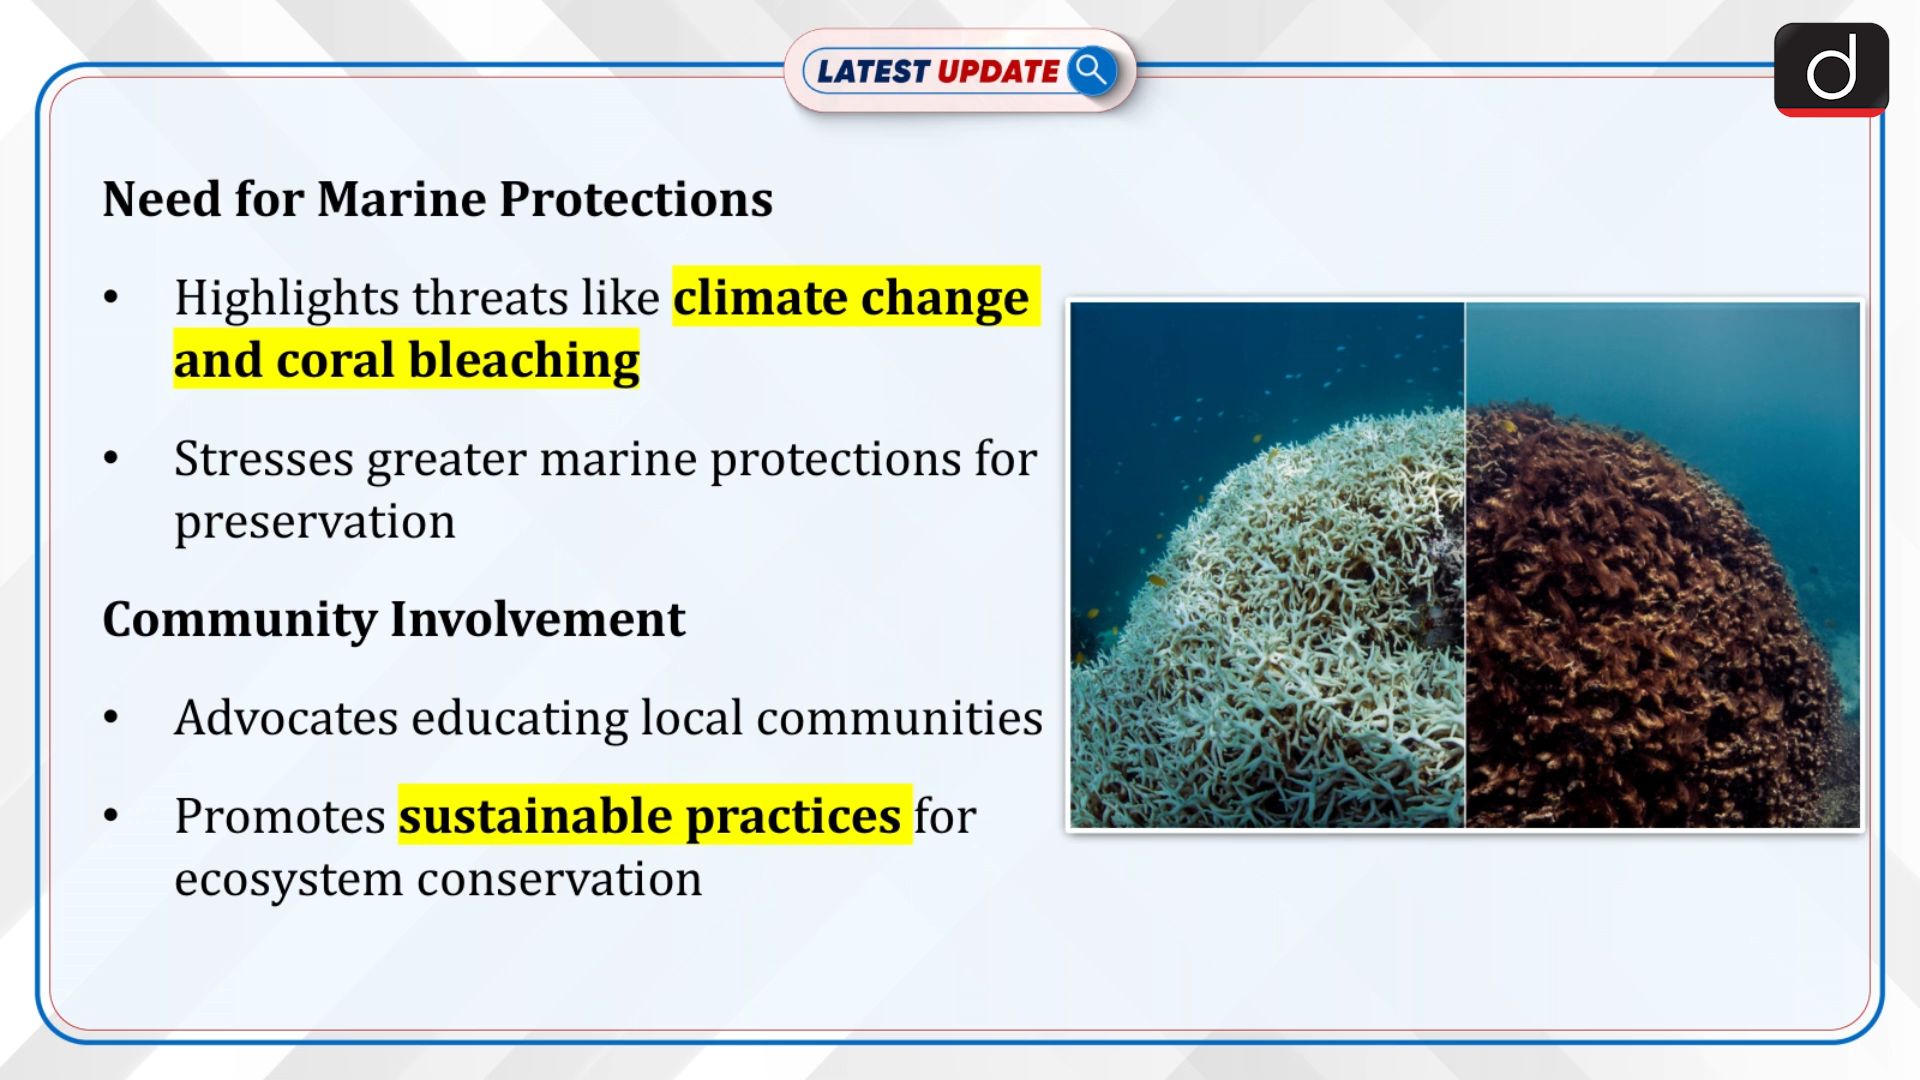 LATEST UPDATE
d
Need for Marine Protections
• Highlights threats like climate change
and coral bleaching
• Stresses greater marine protections for
preservation
Community Involvement
• Advocates educating local communities
• Promotes sustainable practices for
ecosystem conservation